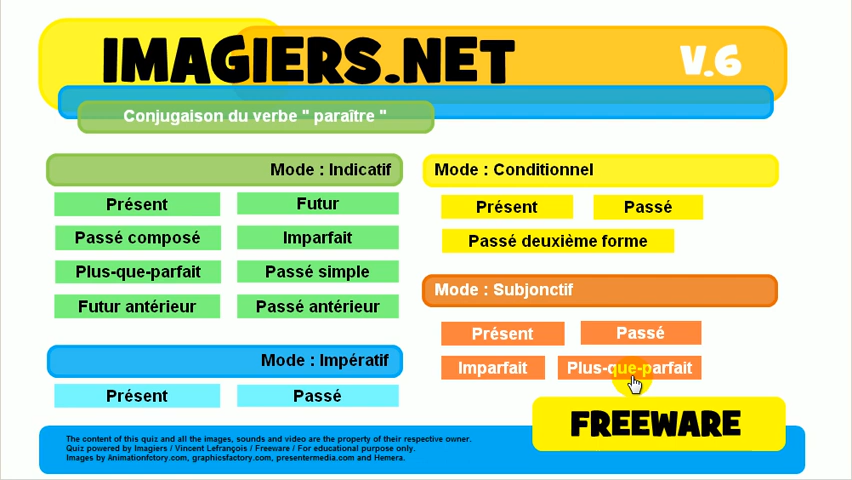 IMAGIERS.NET
V.6
Conjugaison du verbe " paraître "
Mode : Indicatif
Présent
Futur
Passé composé
Imparfait
Plus-que-parfait
Passé simple
Futur antérieur
Passé antérieur
Mode : Impératif
Présent
Passé
Mode : Conditionnel
Présent
Passé
Passé deuxième forme
Mode : Subjonctif
Présent
Passé
Imparfait
Plus-que-parfait
FREEWARE
The content of this quiz and all the images, sounds and video are the property of their respective owner.
Quiz powered by Imagiers / Vincent Lefrançois / Freeware / For educational purpose only.
Images by Animationfctory.com, graphicsfactory.com, presentermedia.com and Hemera.